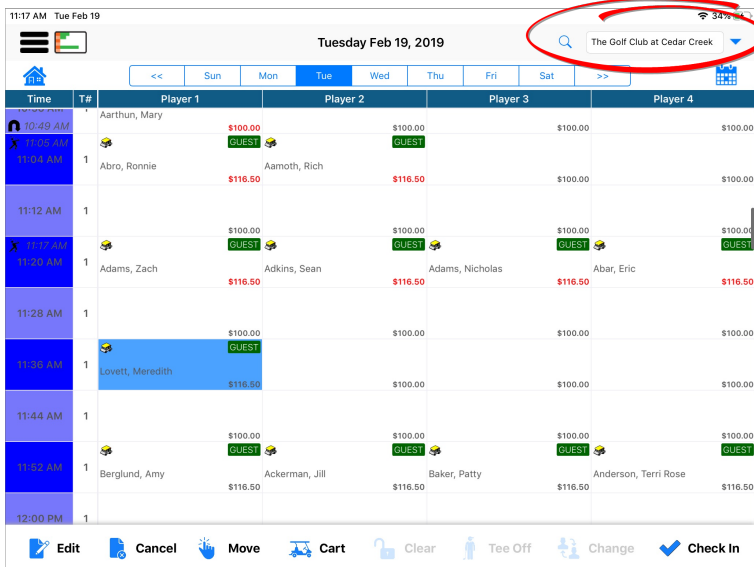 11:17 AM Tue Feb 19 34%
Tuesday Feb 19, 2019 The Golf Club at Cedar Creek
<< Sun Mon Tue Wed Thu Fri Sat >>
Time T# Player 1 Player 2 Player 3 Player 4
1 Aarthun, Mary
10:49 AM $100.00 $100.00 $100.00 $100.00
11:05 AM GUEST GUEST
11:04 AM 1 Abro, Ronnie Aamoth, Rich
$116.50 $116.50 $100.00 $100.00
11:12 AM 1
$100.00 $100.00 $100.00 $100.00
11:17 AM GUEST GUEST GUEST GUEST
11:20 AM 1 Adams, Zach Adkins, Sean Adams, Nicholas Abar, Eric
$116.50 $116.50 $116.50 $116.50
11:28 AM 1
$100.00 $100.00 $100.00 $100.00
GUEST
11:36 AM 1 Lovett, Meredith
$116.50 $100.00 $100.00 $100.00
11:44 AM 1
$100.00 $100.00 $100.00 $100.00
GUEST GUEST GUEST GUEST
11:52 AM 1 Berglund, Amy Ackerman, Jill Baker, Patty Anderson, Terri Rose
$116.50 $116.50 $116.50 $116.50
12:00 PM 1
Edit Cancel Move Cart Clear Tee Off Change Check In